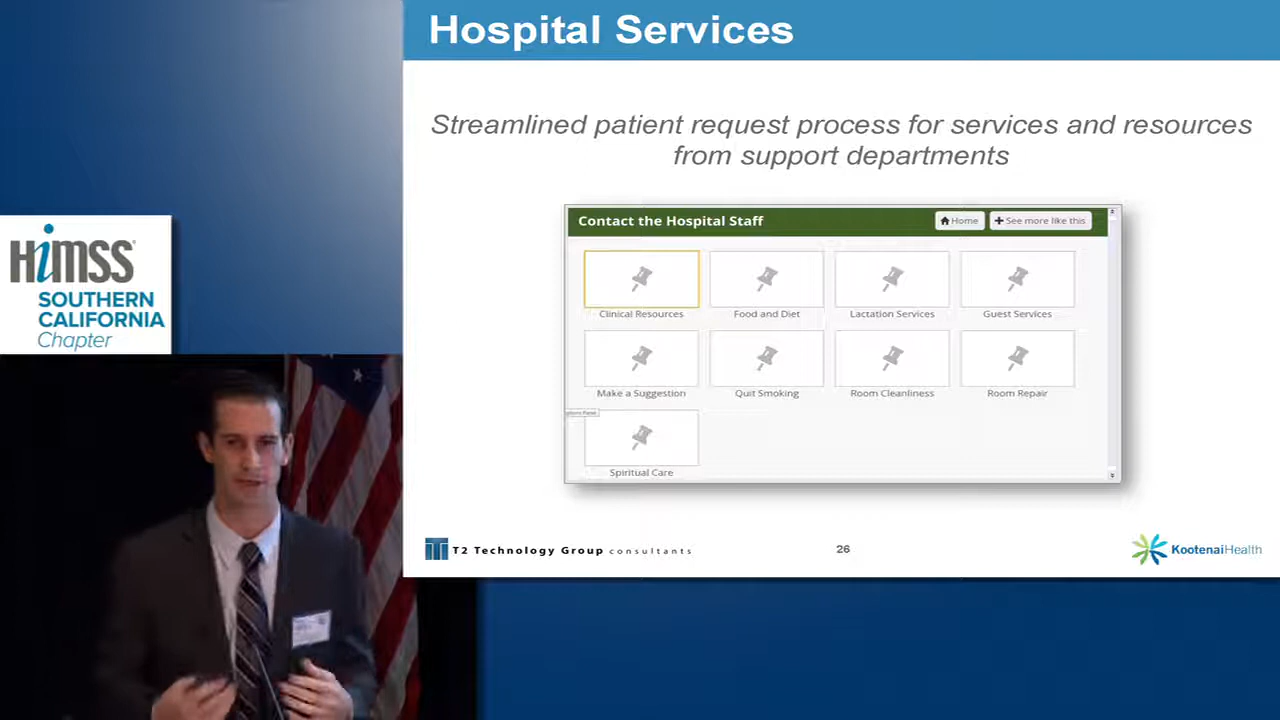 Hospital Services
Streamlined patient request process for services and resources
from support departments
Contact the Hospital Staff
Home
See more like this
Clinical Resources
Food and Diet
Lactation Services
Guest Services
Make a Suggestion
Quit Smoking
Room Cleanliness
Room Repair
Spiritual Care
T2 Technology Group consultants
26
KootenaiHealth
HiMSS
SOUTHERN
CALIFORNIA
Chapter